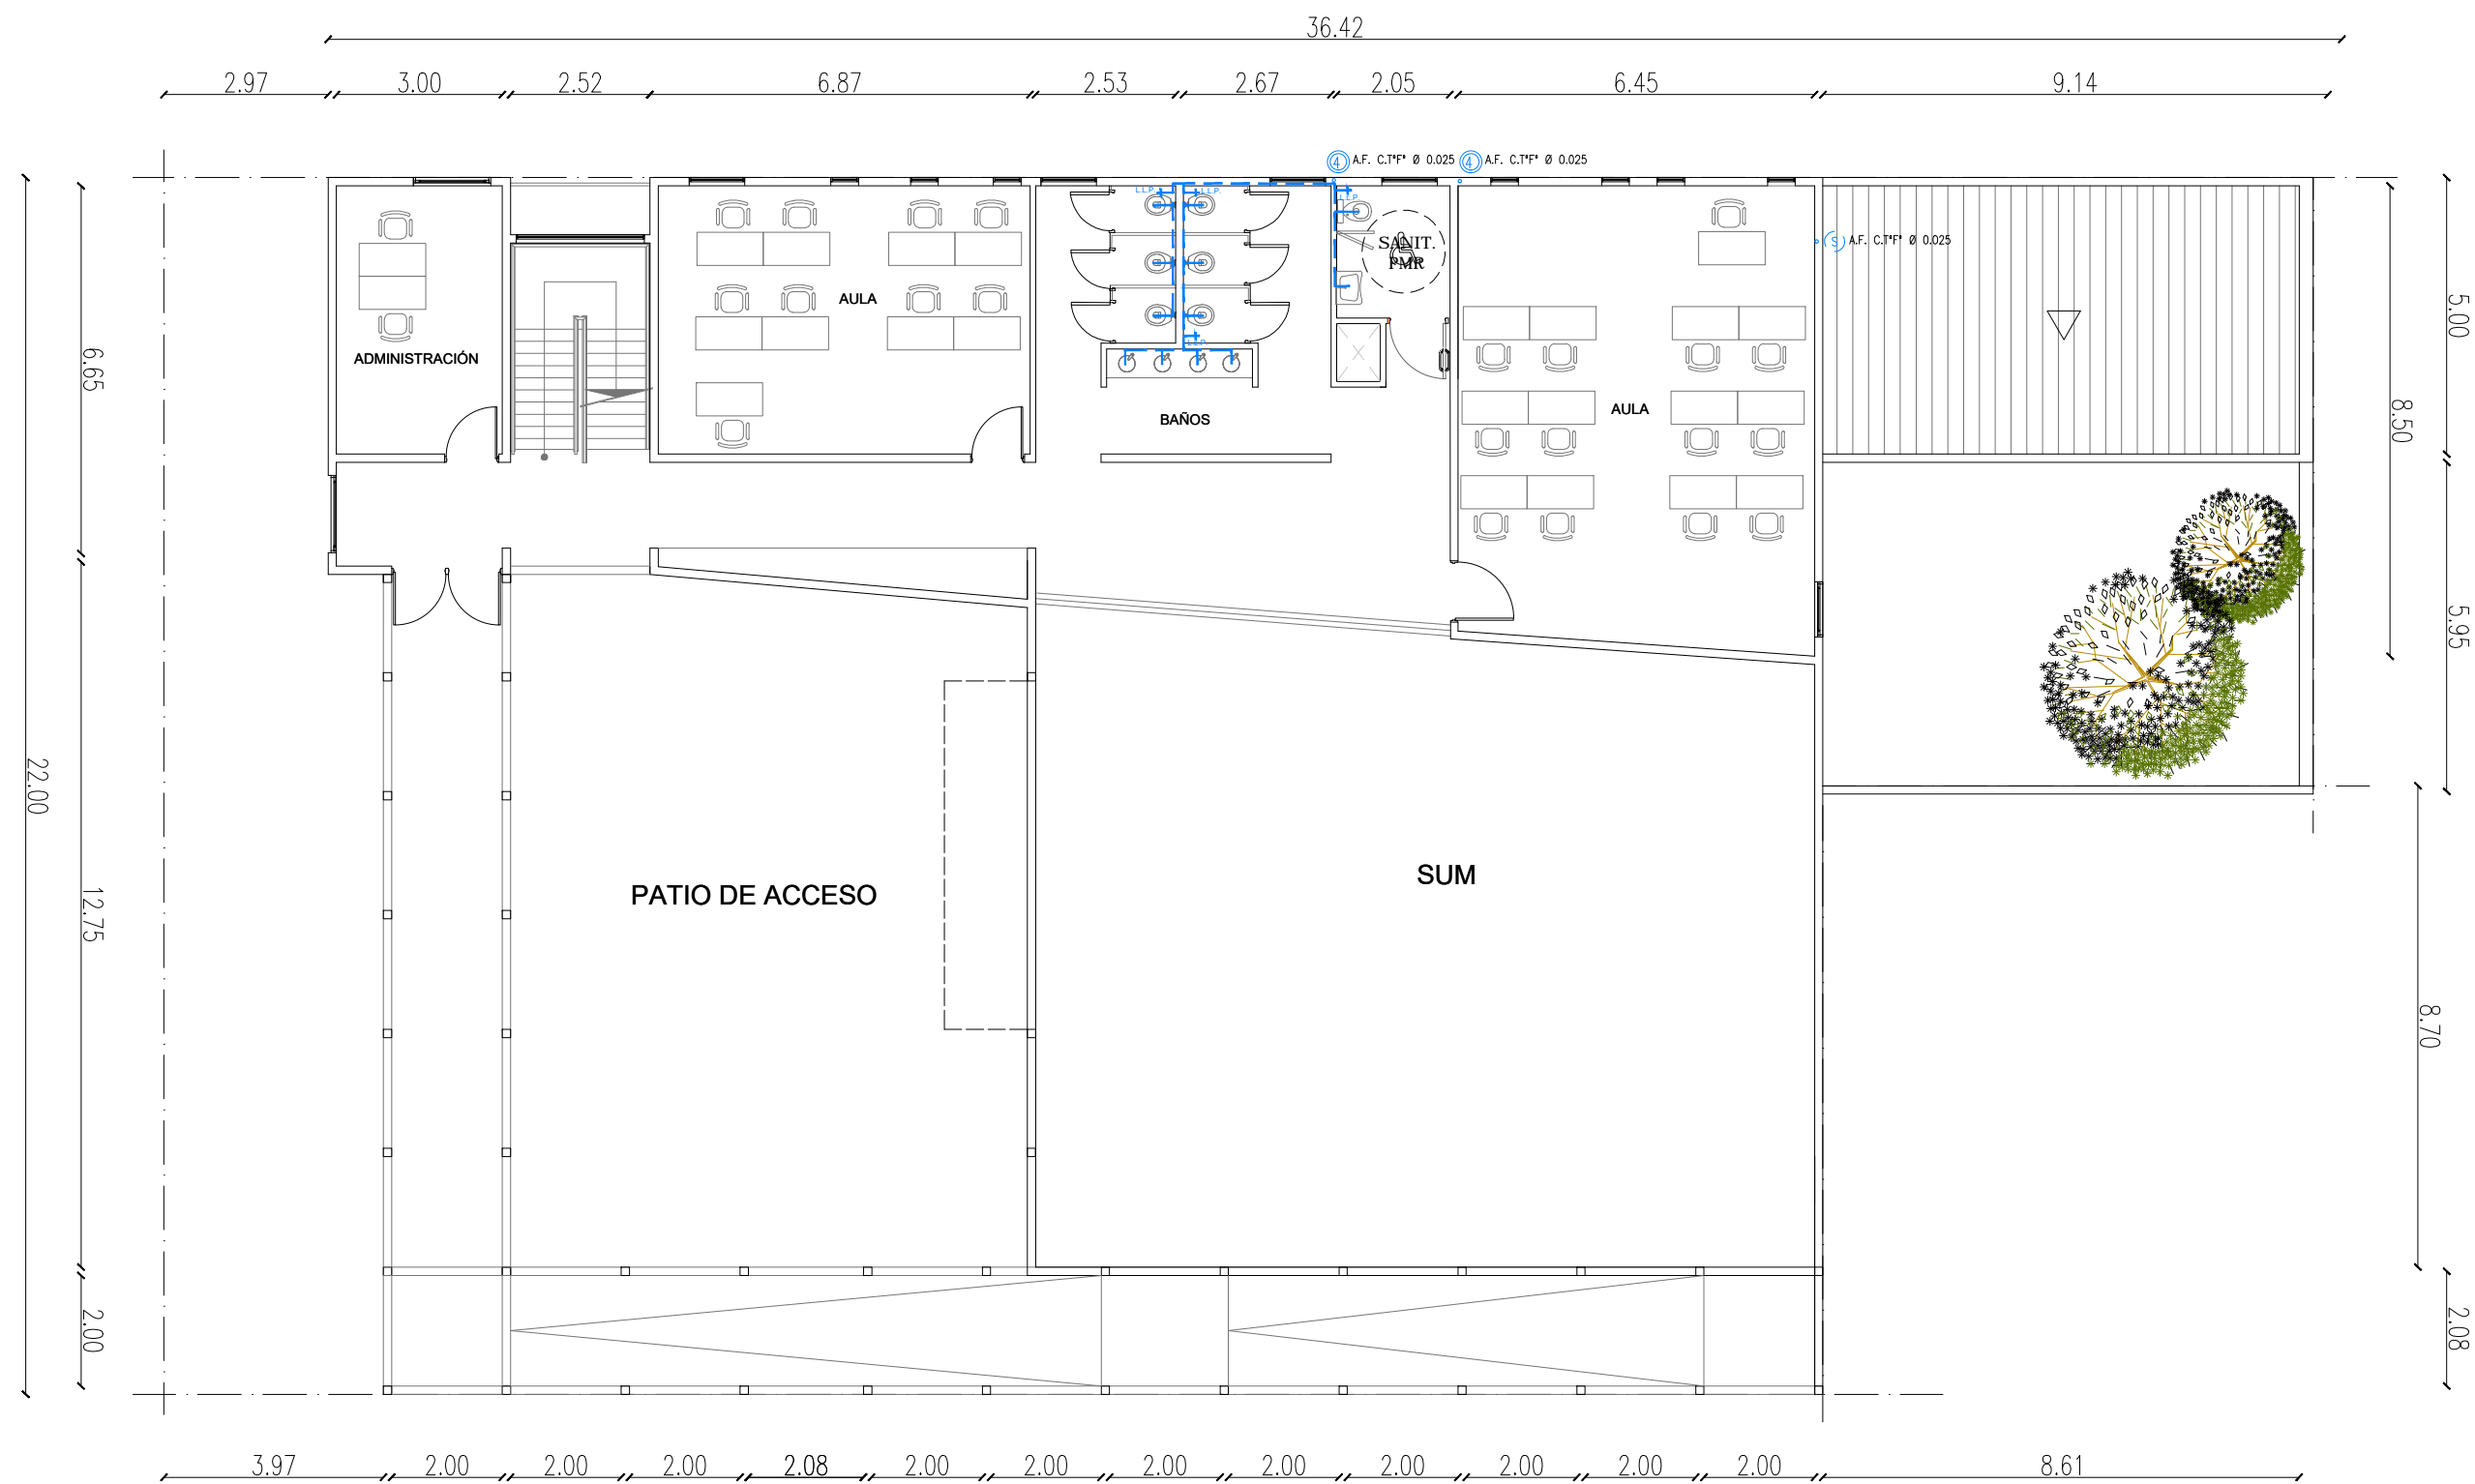 36.42
2.97 3.00 2.52 6.87 2.53 2.67 2.05 6.45 9.14
4 A.F. C.T°F° Ø 0.025 4 A.F. C.T°F° Ø 0.025
L.L.P. L.L.P.
L.L.P.
S A.F. C.T°F° Ø 0.025
SANIT.
PMR
AULA
5.00
L.L.P.
6.65
ADMINISTRACIÓN
8.50
AULA
BAÑOS
5.95
22.00
SUM
PATIO DE ACCESO
12.75
8.70
2.00
2.08
3.97 2.00 2.00 2.00 2.08 2.00 2.00 2.00 2.00 2.00 2.00 2.00 2.00 8.61